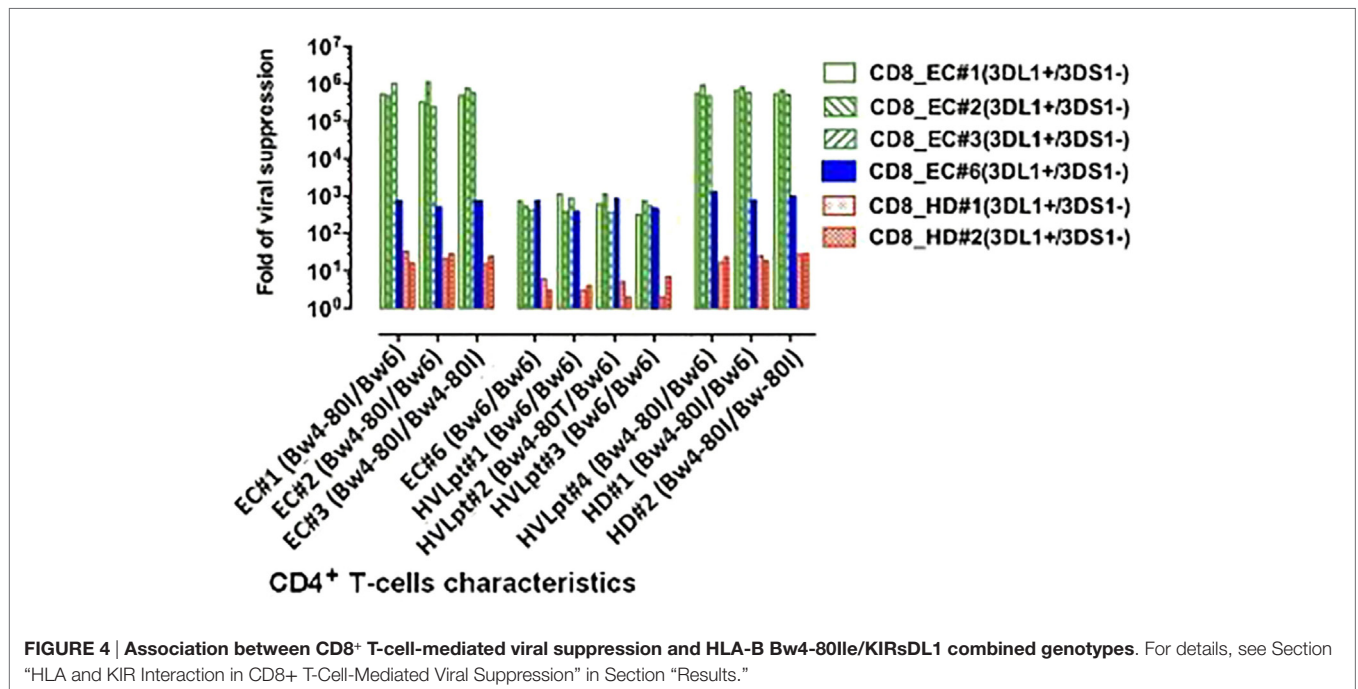 10⁷
10⁶
10⁵
10⁴
10³
10²
10¹
10⁰
Fold of viral suppression
CD8_EC#1(3DL1+/3DS1-)
CD8_EC#2(3DL1+/3DS1-)
CD8_EC#3(3DL1+/3DS1-)
CD8_EC#6(3DL1+/3DS1-)
CD8_HD#1(3DL1+/3DS1-)
CD8_HD#2(3DL1+/3DS1-)
EC#1 (Bw4-80I/Bw6)
EC#2 (Bw4-80I/Bw6)
EC#3 (Bw4-80I/Bw4-80I)
EC#6 (Bw6/Bw6)
HVLpt#1 (Bw6/Bw6)
HVLpt#2 (Bw4-80T/Bw6)
HVLpt#3 (Bw6/Bw6)
HVLpt#4 (Bw4-80I/Bw6)
HD#1 (Bw4-80I/Bw6)
HD#2 (Bw4-80I/Bw-80I)
CD4⁺ T-cells characteristics
FIGURE 4 | Association between CD8⁺ T-cell-mediated viral suppression and HLA-B Bw4-80Ile/KIRsDL1 combined genotypes. For details, see Section
“HLA and KIR Interaction in CD8+ T-Cell-Mediated Viral Suppression” in Section “Results.”